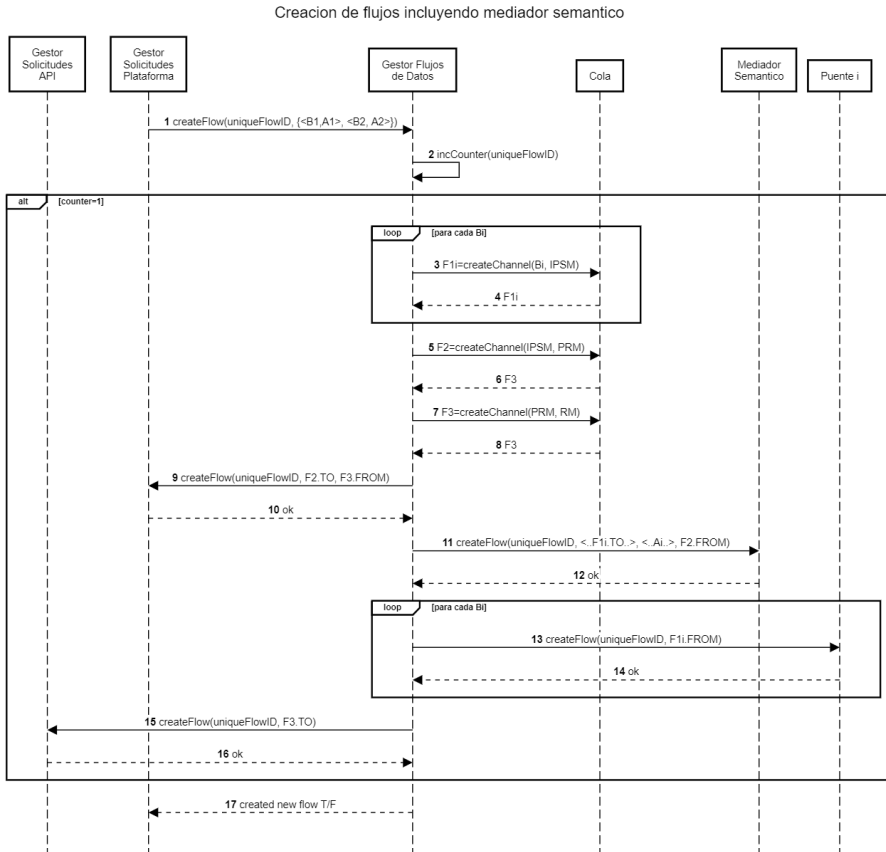 Creacion de flujos incluyendo mediador semantico
Gestor
Solicitudes
API
Gestor
Solicitudes
Plataforma
Gestor Flujos
de Datos
Cola
Mediador
Semantico
Puente i
1 createFlow(uniqueFlowID, {<B1,A1>, <B2, A2>})
2 incCounter(uniqueFlowID)
alt [counter=1]
loop [para cada Bi]
3 F1i=createChannel(Bi, IPSM)
4 F1i
5 F2=createChannel(IPSM, PRM)
6 F3
7 F3=createChannel(PRM, RM)
8 F3
9 createFlow(uniqueFlowID, F2.TO, F3.FROM)
10 ok
11 createFlow(uniqueFlowID, <..F1i.TO..>, <..Ai..>, F2.FROM)
12 ok
loop [para cada Bi]
13 createFlow(uniqueFlowID, F1i.FROM)
14 ok
15 createFlow(uniqueFlowID, F3.TO)
16 ok
17 created new flow T/F